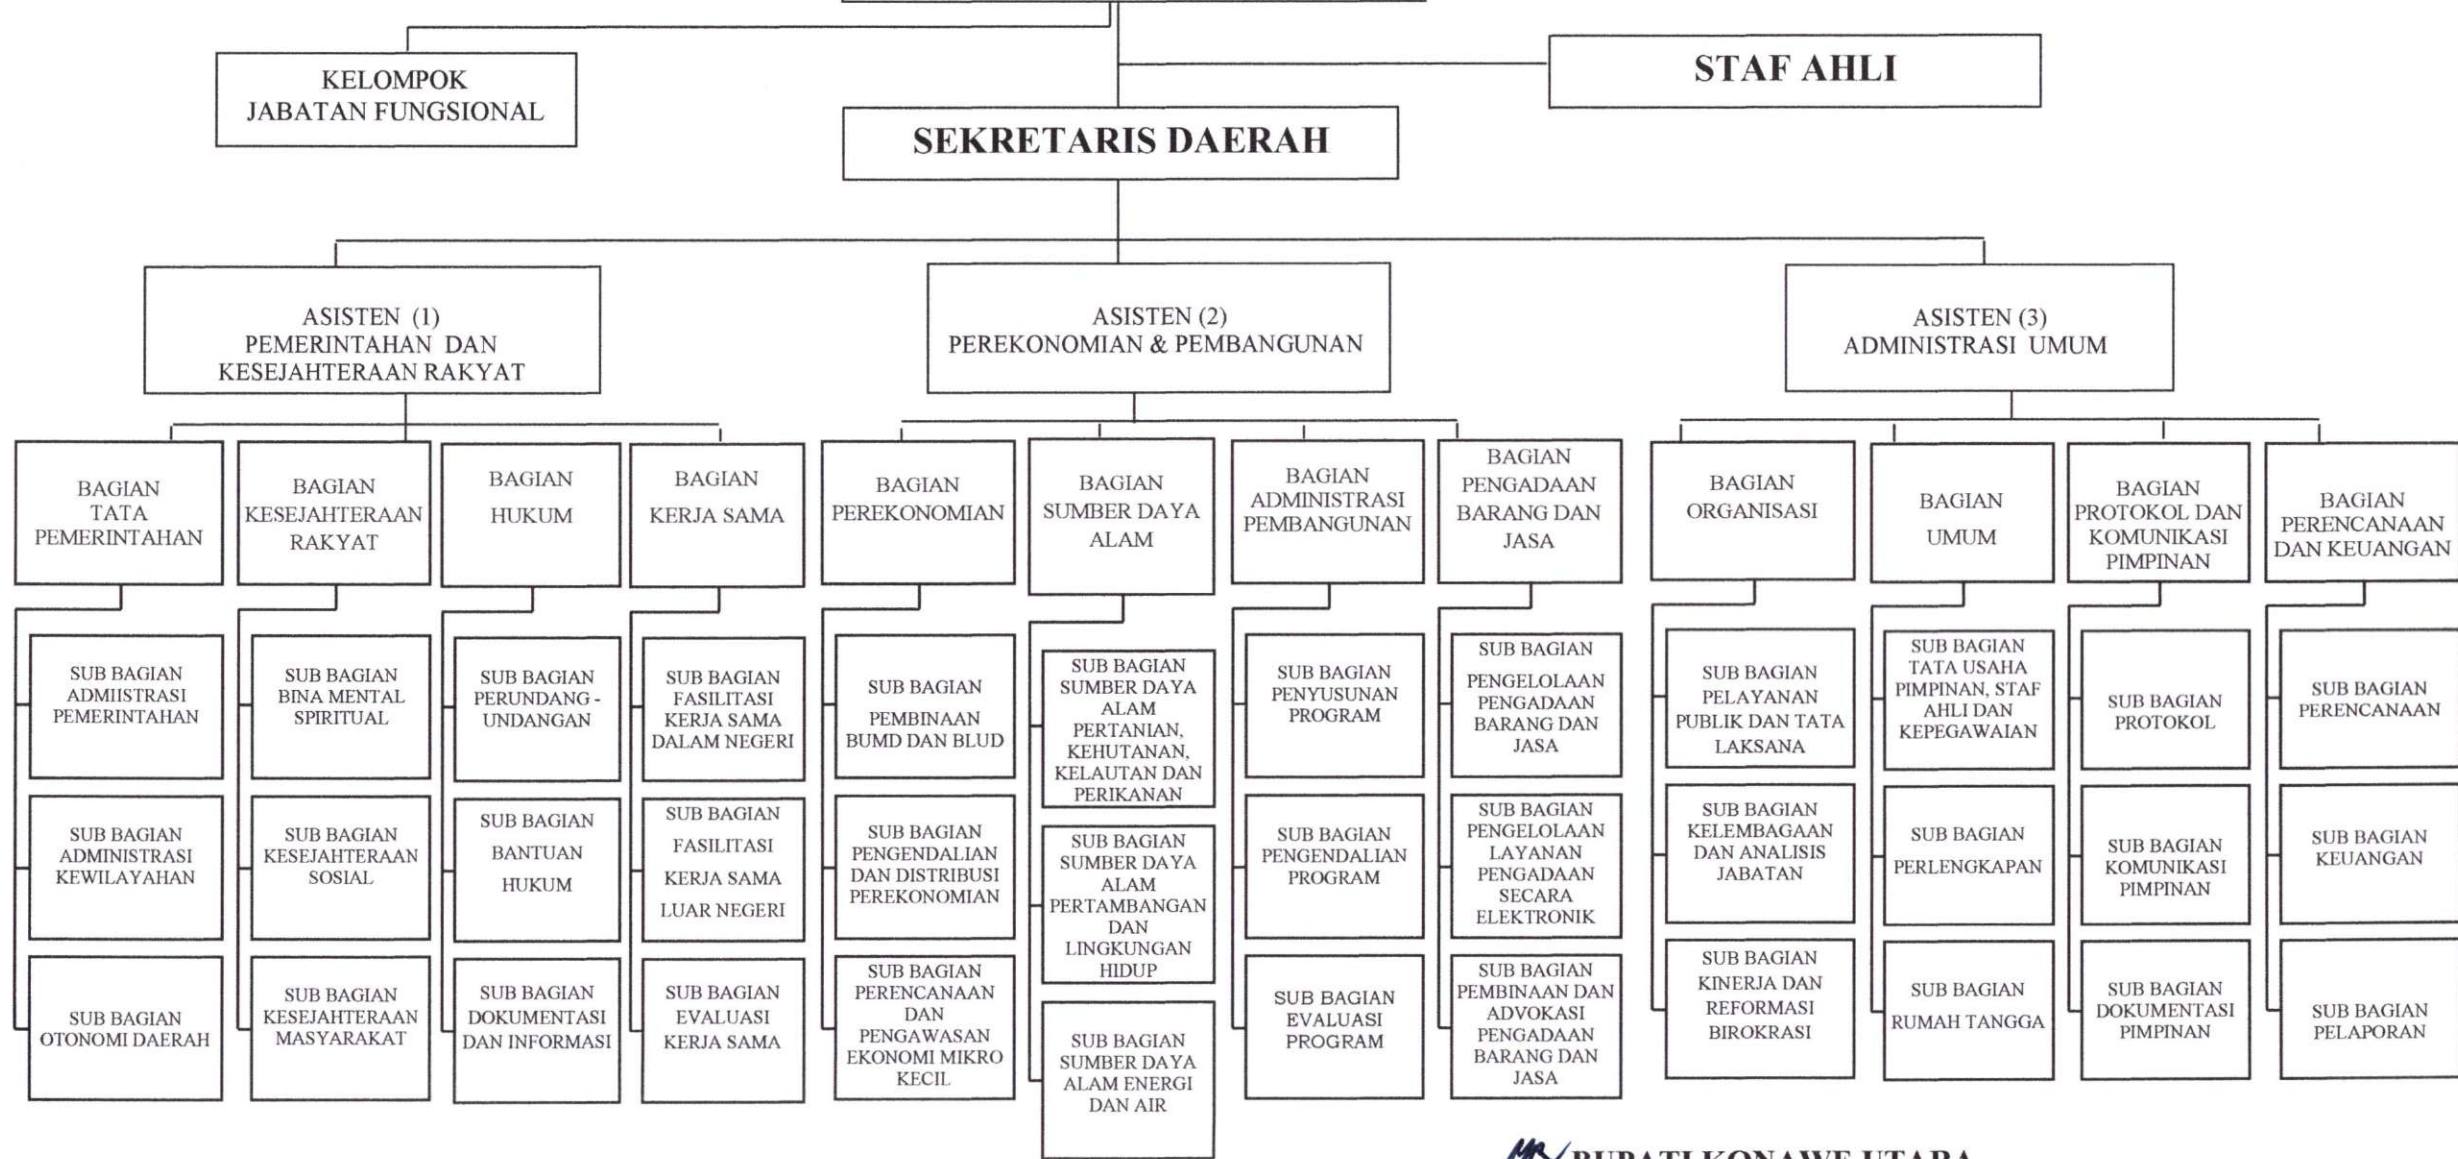 KELOMPOK
JABATAN FUNGSIONAL
STAF AHLI
SEKRETARIS DAERAH
ASISTEN (1)
PEMERINTAHAN DAN
KESEJAHTERAAN RAKYAT
ASISTEN (2)
PEREKONOMIAN & PEMBANGUNAN
ASISTEN (3)
ADMINISTRASI UMUM
BAGIAN
TATA
PEMERINTAHAN
BAGIAN
KESEJAHTERAAN
RAKYAT
BAGIAN
HUKUM
BAGIAN
KERJA SAMA
BAGIAN
PEREKONOMIAN
BAGIAN
SUMBER DAYA
ALAM
BAGIAN
ADMINISTRASI
PEMBANGUNAN
BAGIAN
PENGADAAN
BARANG DAN
JASA
BAGIAN
ORGANISASI
BAGIAN
UMUM
BAGIAN
PROTOKOL DAN
KOMUNIKASI
PIMPINAN
BAGIAN
PERENCANAAN
DAN KEUANGAN
SUB BAGIAN
ADMIISTRASI
PEMERINTAHAN
SUB BAGIAN
BINA MENTAL
SPIRITUAL
SUB BAGIAN
PERUNDANG -
UNDANGAN
SUB BAGIAN
FASILITASI
KERJA SAMA
DALAM NEGERI
SUB BAGIAN
PEMBINAAN
BUMD DAN BLUD
SUB BAGIAN
SUMBER DAYA
ALAM
PERTANIAN,
KEHUTANAN,
KELAUTAN DAN
PERIKANAN
SUB BAGIAN
PENYUSUNAN
PROGRAM
SUB BAGIAN
PENGELOLAAN
PENGADAAN
BARANG DAN
JASA
SUB BAGIAN
PELAYANAN
PUBLIK DAN TATA
LAKSANA
SUB BAGIAN
TATA USAHA
PIMPINAN, STAF
AHLI DAN
KEPEGAWAIAN
SUB BAGIAN
PROTOKOL
SUB BAGIAN
PERENCANAAN
SUB BAGIAN
ADMINISTRASI
KEWILAYAHAN
SUB BAGIAN
KESEJAHTERAAN
SOSIAL
SUB BAGIAN
BANTUAN
HUKUM
SUB BAGIAN
FASILITASI
KERJA SAMA
LUAR NEGERI
SUB BAGIAN
PENGENDALIAN
DAN DISTRIBUSI
PEREKONOMIAN
SUB BAGIAN
SUMBER DAYA
ALAM
PERTAMBANGAN
DAN
LINGKUNGAN
HIDUP
SUB BAGIAN
PENGENDALIAN
PROGRAM
SUB BAGIAN
PENGELOLAAN
LAYANAN
PENGADAAN
SECARA
ELEKTRONIK
SUB BAGIAN
KELEMBAGAAN
DAN ANALISIS
JABATAN
SUB BAGIAN
PERLENGKAPAN
SUB BAGIAN
KOMUNIKASI
PIMPINAN
SUB BAGIAN
KEUANGAN
SUB BAGIAN
OTONOMI DAERAH
SUB BAGIAN
KESEJAHTERAAN
MASYARAKAT
SUB BAGIAN
DOKUMENTASI
DAN INFORMASI
SUB BAGIAN
EVALUASI
KERJA SAMA
SUB BAGIAN
PERENCANAAN
DAN
PENGAWASAN
EKONOMI MIKRO
KECIL
SUB BAGIAN
SUMBER DAYA
ALAM ENERGI
DAN AIR
SUB BAGIAN
EVALUASI
PROGRAM
SUB BAGIAN
PEMBINAAN DAN
ADVOKASI
PENGADAAN
BARANG DAN
JASA
SUB BAGIAN
KINERJA DAN
REFORMASI
BIROKRASI
SUB BAGIAN
RUMAH TANGGA
SUB BAGIAN
DOKUMENTASI
PIMPINAN
SUB BAGIAN
PELAPORAN
BUPATI KONAWE UTARA